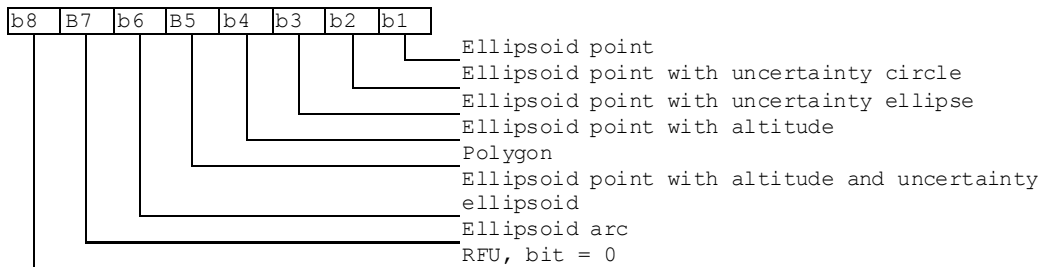 b8 B7 b6 B5 b4 b3 b2 b1
Ellipsoid point
Ellipsoid point with uncertainty circle
Ellipsoid point with uncertainty ellipse
Ellipsoid point with altitude
Polygon
Ellipsoid point with altitude and uncertainty
ellipsoid
Ellipsoid arc
RFU, bit = 0